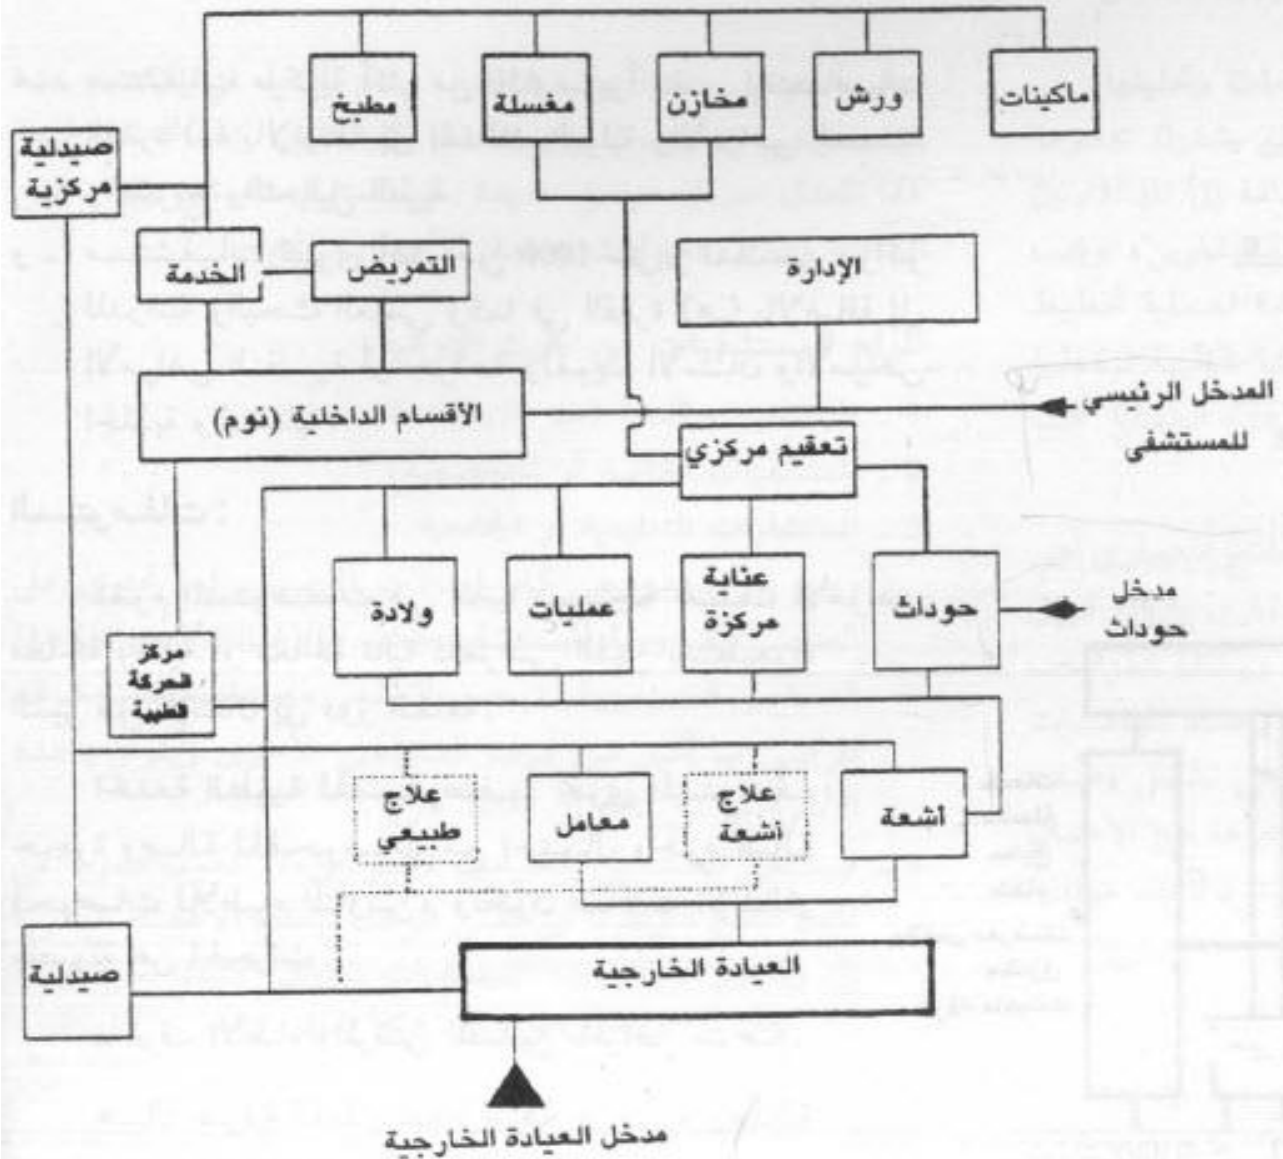 ماكينات
ورش
مخازن
مغسلة
مطبخ
صيدلية
مركزية
الخدمة
التمريض
الإدارة
الأقسام الداخلية (نوم)
المدخل الرئيسي
للمستشفى
تعقيم مركزي
حوداث
عناية
مركزة
عمليات
ولادة
مدخل
حوداث
مركز
الحركة
الطبية
أشعة
علاج
أشعة
معامل
علاج
طبيعي
العيادة الخارجية
صيدلية
مدخل العيادة الخارجية